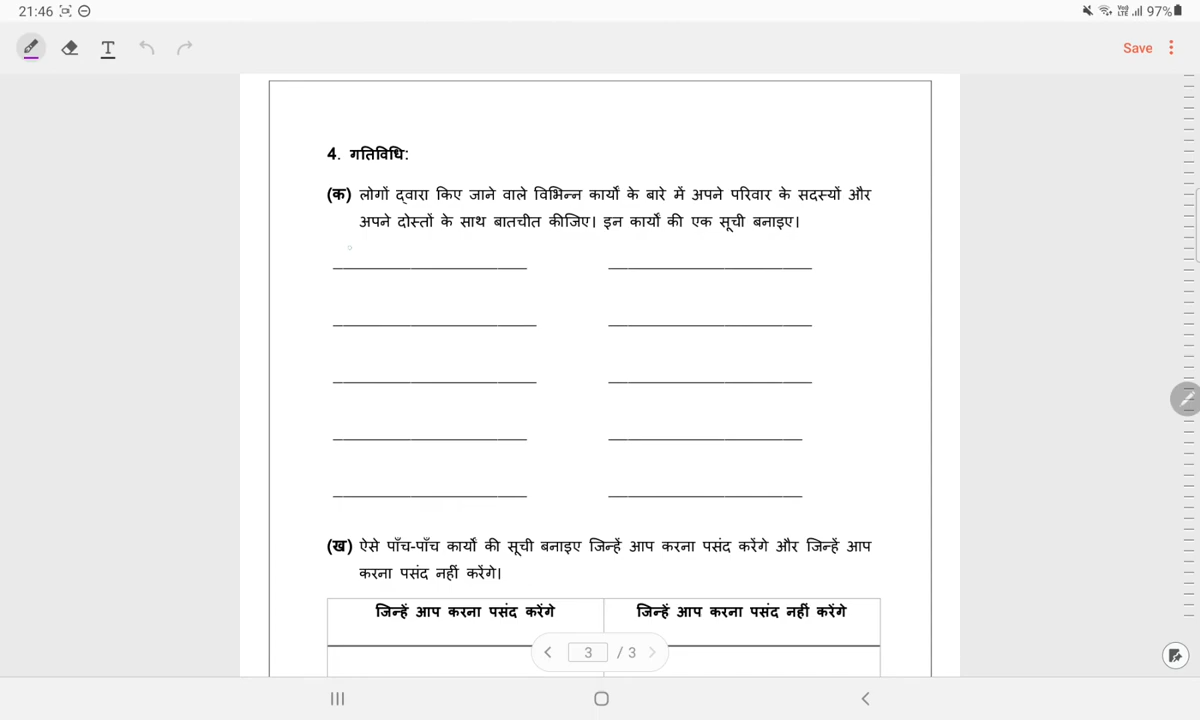 21:46
97%
Save
4. गतिविधि:
(क) लोगों द्वारा किए जाने वाले विभिन्न कार्यों के बारे में अपने परिवार के सदस्यों और
अपने दोस्तों के साथ बातचीत कीजिए। इन कार्यों की एक सूची बनाइए।
(ख) ऐसे पाँच-पाँच कार्यों की सूची बनाइए जिन्हें आप करना पसंद करेंगे और जिन्हें आप
करना पसंद नहीं करेंगे।
जिन्हें आप करना पसंद करेंगे जिन्हें आप करना पसंद नहीं करेंगे
3 / 3